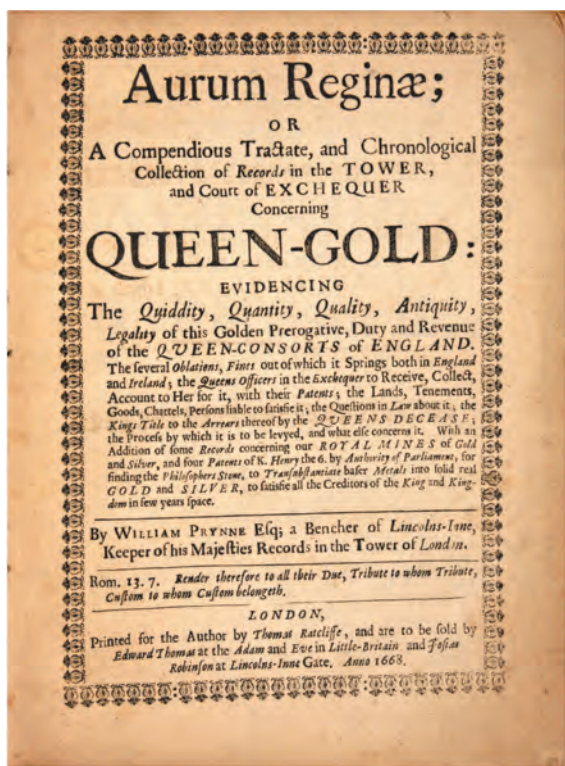 Aurum Reginæ;
OR
A Compendious Tractate, and Chronological
Collection of Records in the TOWER,
and Court of EXCHEQUER
Concerning
QUEEN-GOLD:
EVIDENCING
The Quiddity, Quantity, Quality, Antiquity,
Legality of this Golden Prerogative, Duty and Revenue
of the QVEEN-CONSORTS of ENGLAND.
The ſeveral Oblations, Fines out of which it Springs both in England
and Ireland; the Queens Officers in the Exchequer to Receive, Collect,
Account to Her for it, with their Patents; the Lands, Tenements,
Goods, Chattels, Perſons liable to ſatisfie it; the Queſtions in Law about it; the
Kings Title to the Arrears thereof by the QVEENS DECEASE;
the Proceſs by which it is to be levyed, and what elſe concerns it. With an
Addition of ſome Records concerning our ROYAL MINES of Gold
and Silver, and four Patents of K. Henry the 6. by Authority of Parliament, for
finding the Philoſophers Stone, to Tranſubſtantiate baſer Metals into ſolid real
GOLD and SILVER, to ſatisfie all the Creditors of the King and King-
dom in few years ſpace.
By WILLIAM PRYNNE Eſq; a Bencher of Lincolns-Inne,
Keeper of his Majeſties Records in the Tower of London.
Rom. 13. 7. Render therefore to all their Due, Tribute to whom Tribute,
Cuſtom to whom Cuſtom belongeth.
LONDON,
Printed for the Author by Thomas Ratcliffe, and are to be ſold by
Edward Thomas at the Adam and Eve in Little-Britain and Joſias
Robinſon at Lincolns-Inne Gate. Anno 1668.